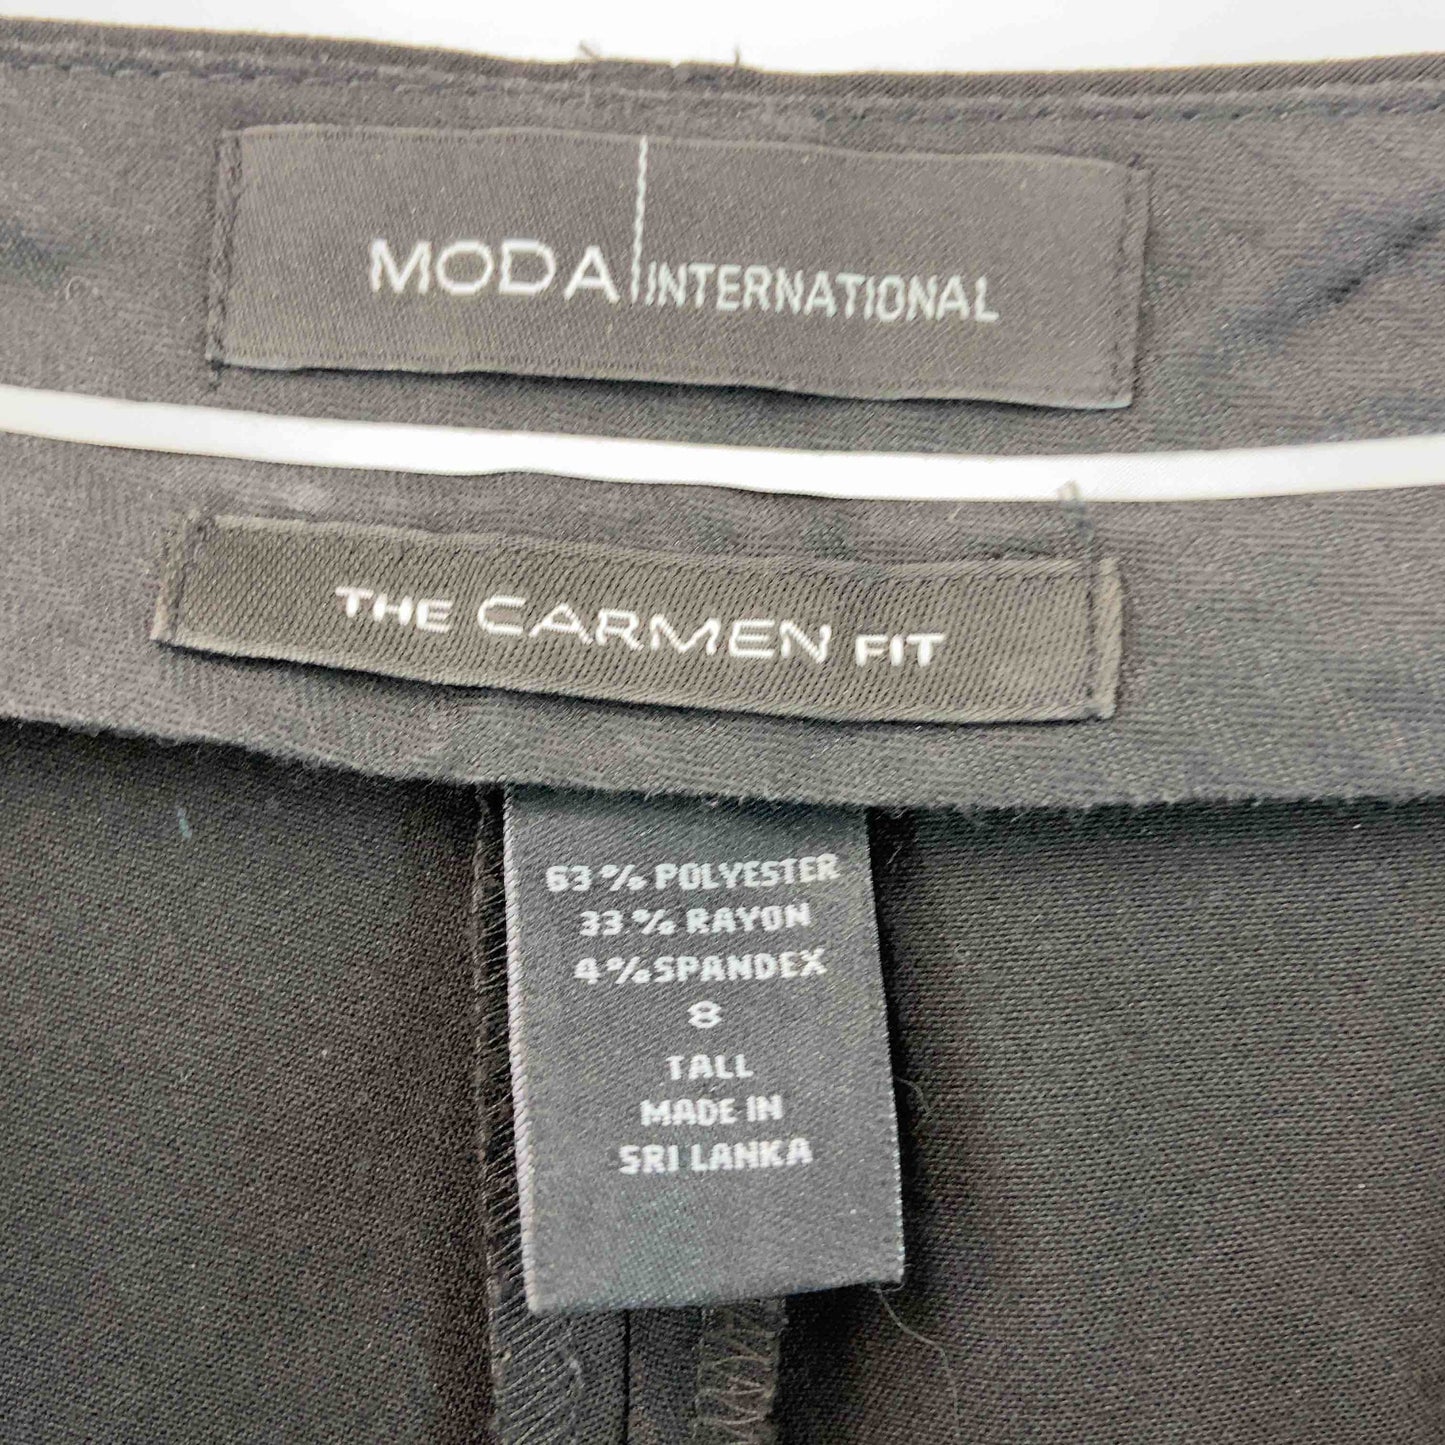 MODA INTERNATIONAL
THE CARMEN FIT
63% POLYESTER
33% RAYON
4% SPANDEX
8
TALL
MADE IN
SRI LANKA